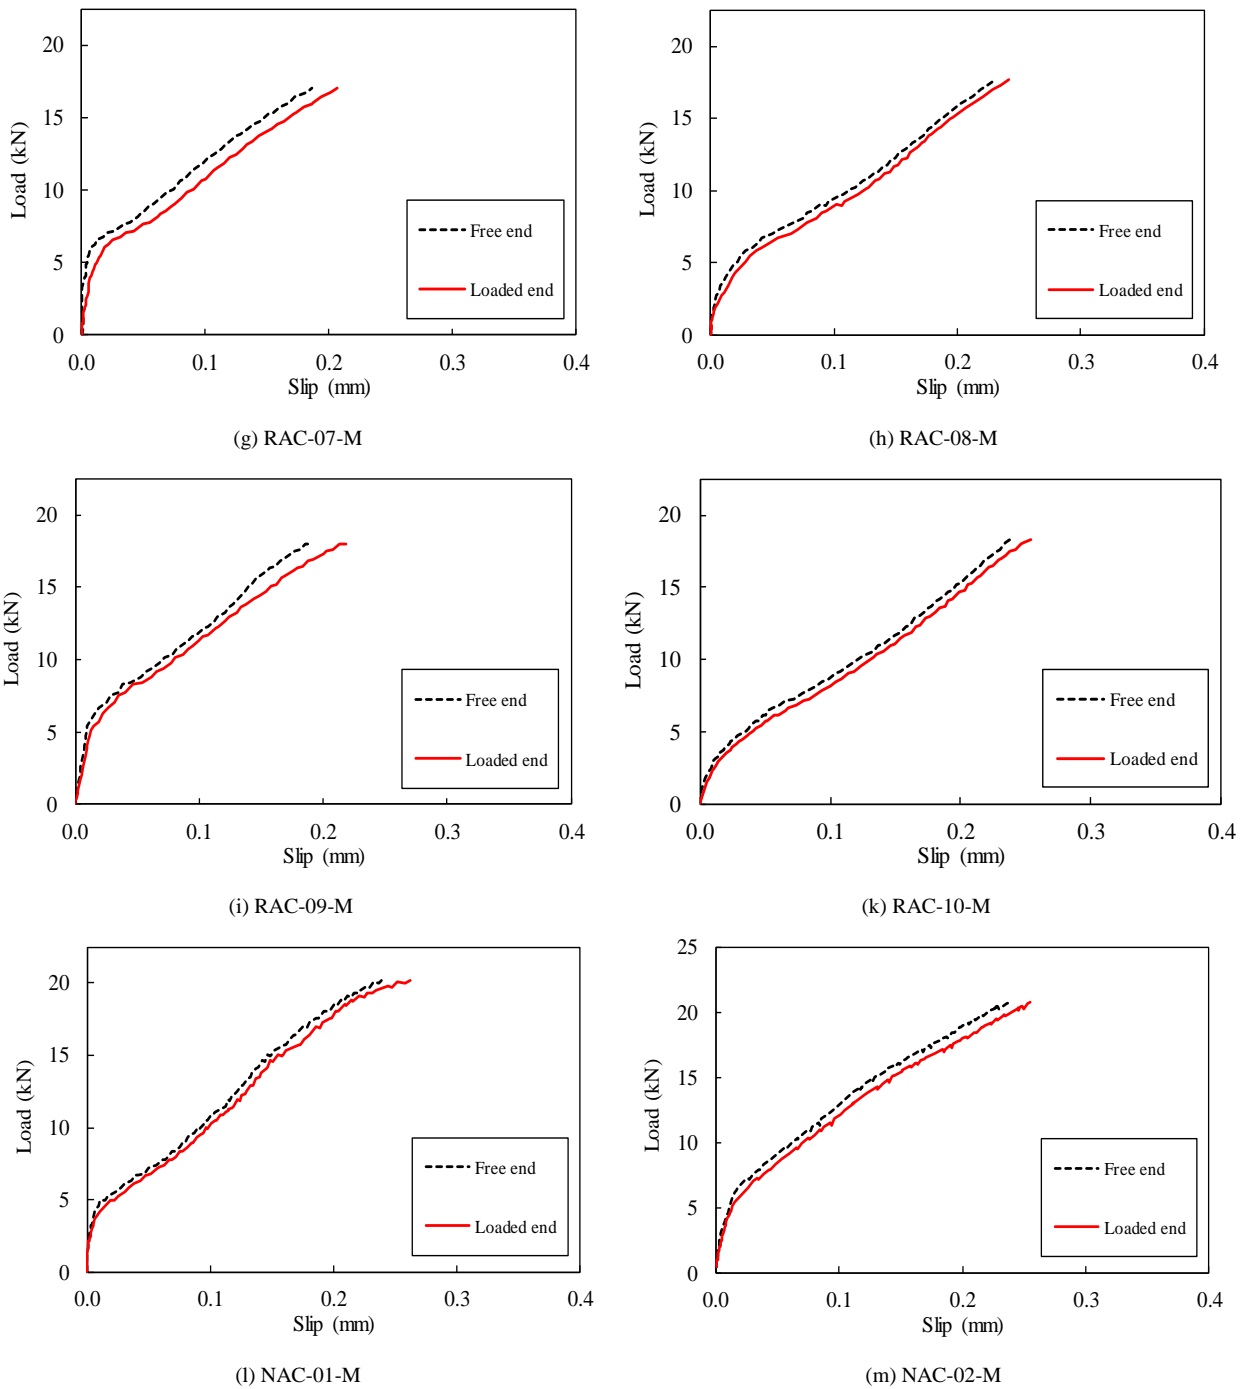 20
15
10
5
0
Load (kN)
Free end
Loaded end
0.0 0.1 0.2 0.3 0.4
Slip (mm)
(g) RAC-07-M
20
15
10
5
0
Load (kN)
Free end
Loaded end
0.0 0.1 0.2 0.3 0.4
Slip (mm)
(h) RAC-08-M
20
15
10
5
0
Load (kN)
Free end
Loaded end
0.0 0.1 0.2 0.3 0.4
Slip (mm)
(i) RAC-09-M
20
15
10
5
0
Load (kN)
Free end
Loaded end
0.0 0.1 0.2 0.3 0.4
Slip (mm)
(k) RAC-10-M
20
15
10
5
0
Load (kN)
Free end
Loaded end
0.0 0.1 0.2 0.3 0.4
Slip (mm)
(l) NAC-01-M
25
20
15
10
5
0
Load (kN)
Free end
Loaded end
0.0 0.1 0.2 0.3 0.4
Slip (mm)
(m) NAC-02-M